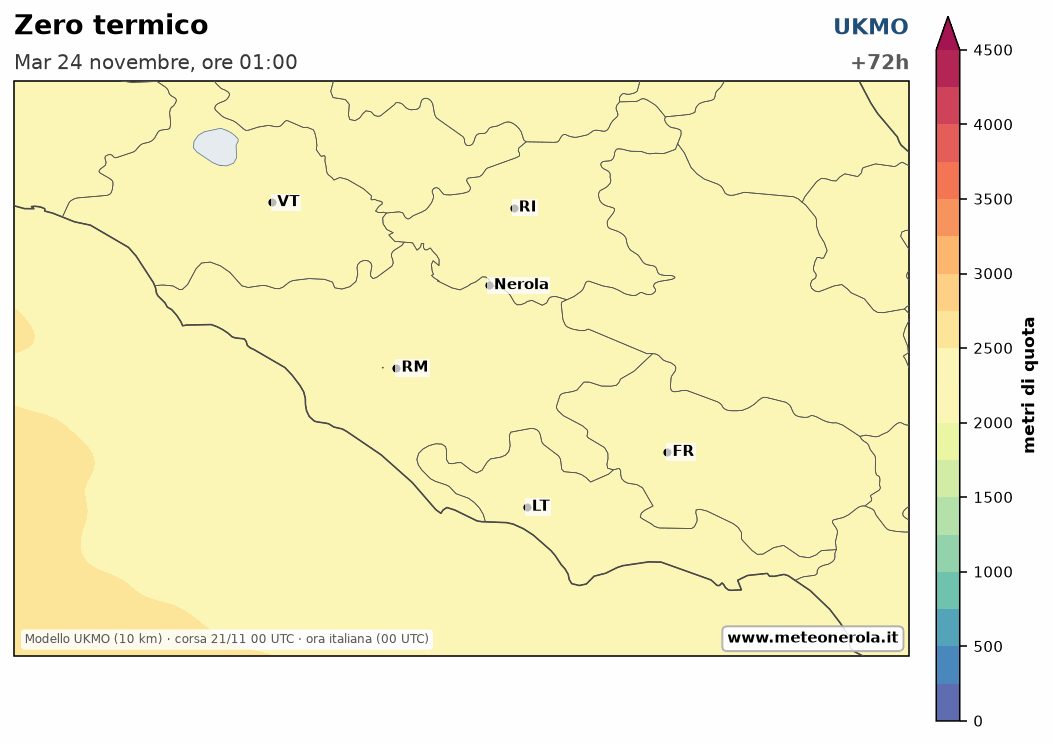 Zero termico
UKMO
Mar 24 novembre, ore 01:00
+72h
4500
4000
3500
3000
2500
2000
1500
1000
500
0
metri di quota
VT
RI
Nerola
RM
FR
LT
Modello UKMO (10 km) · corsa 21/11 00 UTC · ora italiana (00 UTC)
www.meteonerola.it